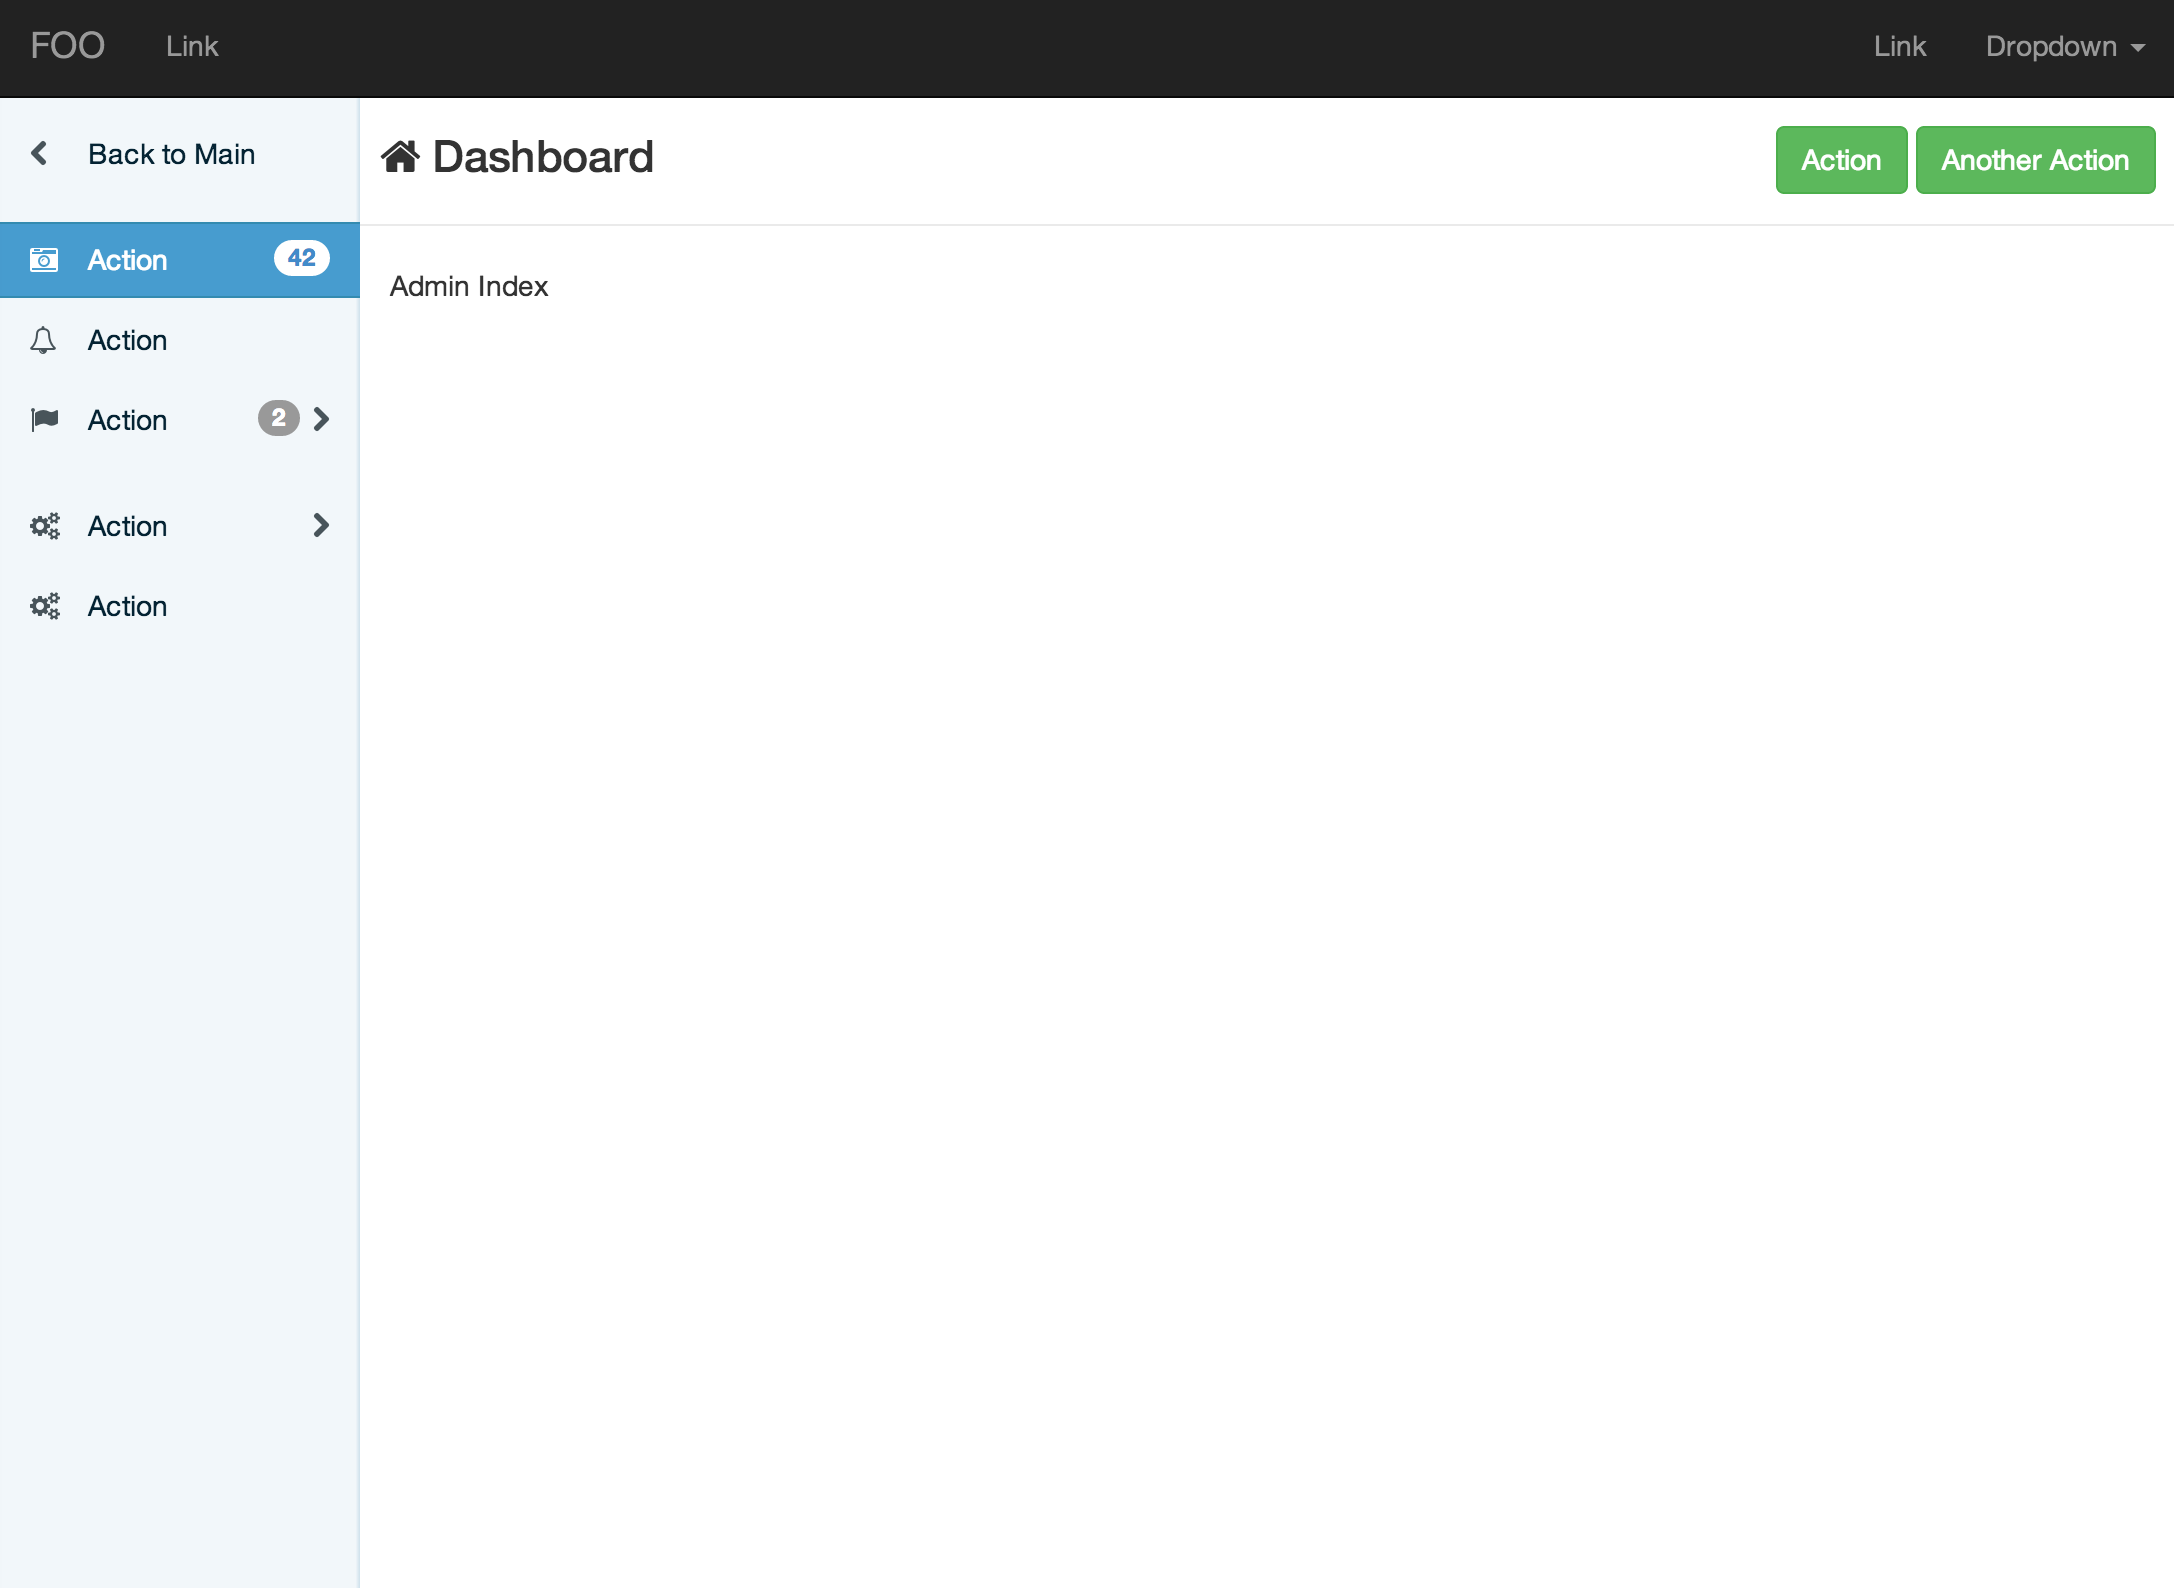 FOO Link Link Dropdown
Back to Main
Dashboard Action Another Action
Action 42
Admin Index
Action
Action 2
Action
Action